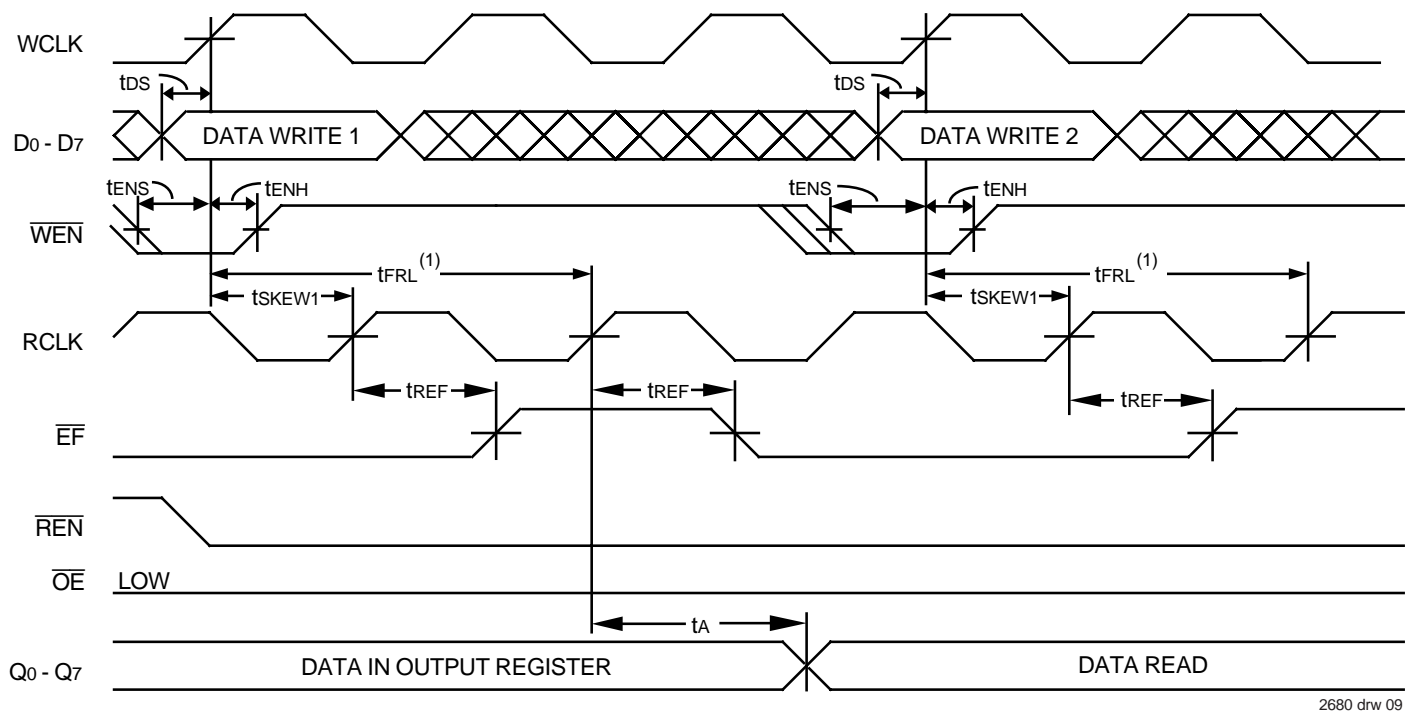 WCLK
tDS tDS
D0 - D7 DATA WRITE 1 DATA WRITE 2
tENS tENH tENS tENH
WEN
tFRL(1) tFRL(1)
tSKEW1 tSKEW1
RCLK
tREF tREF tREF
EF
REN
OE LOW
tA
Q0 - Q7 DATA IN OUTPUT REGISTER DATA READ
2680 drw 09